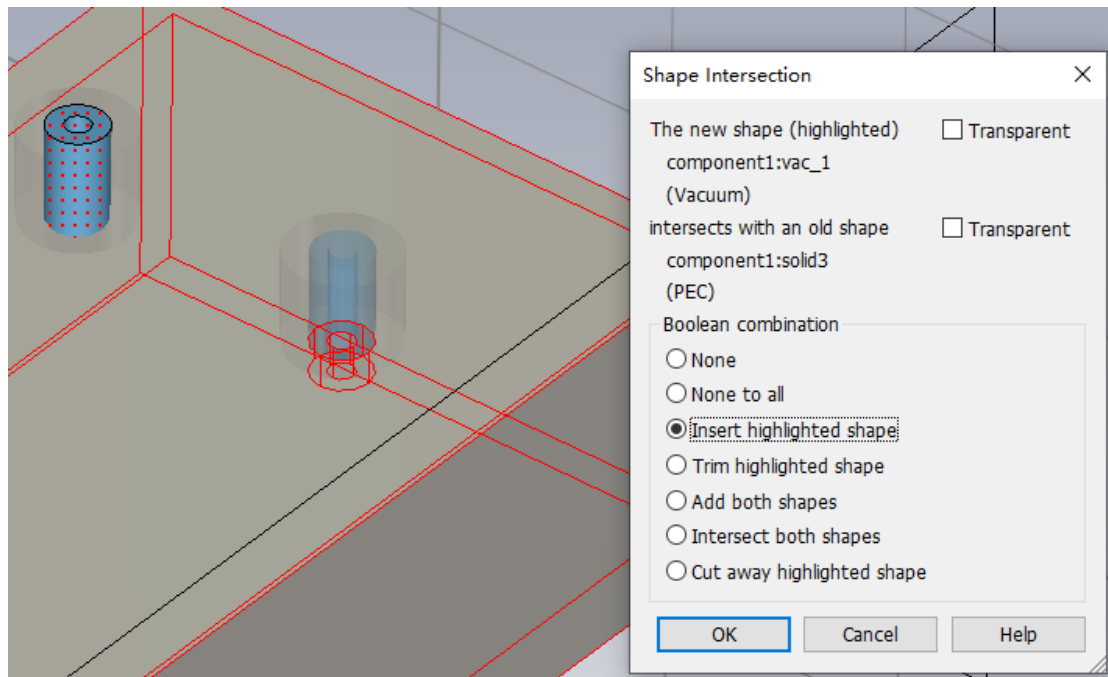 Shape Intersection
The new shape (highlighted)
Transparent
component1:vac_1
(Vacuum)
intersects with an old shape
Transparent
component1:solid3
(PEC)
Boolean combination
None
None to all
Insert highlighted shape
Trim highlighted shape
Add both shapes
Intersect both shapes
Cut away highlighted shape
OK
Cancel
Help